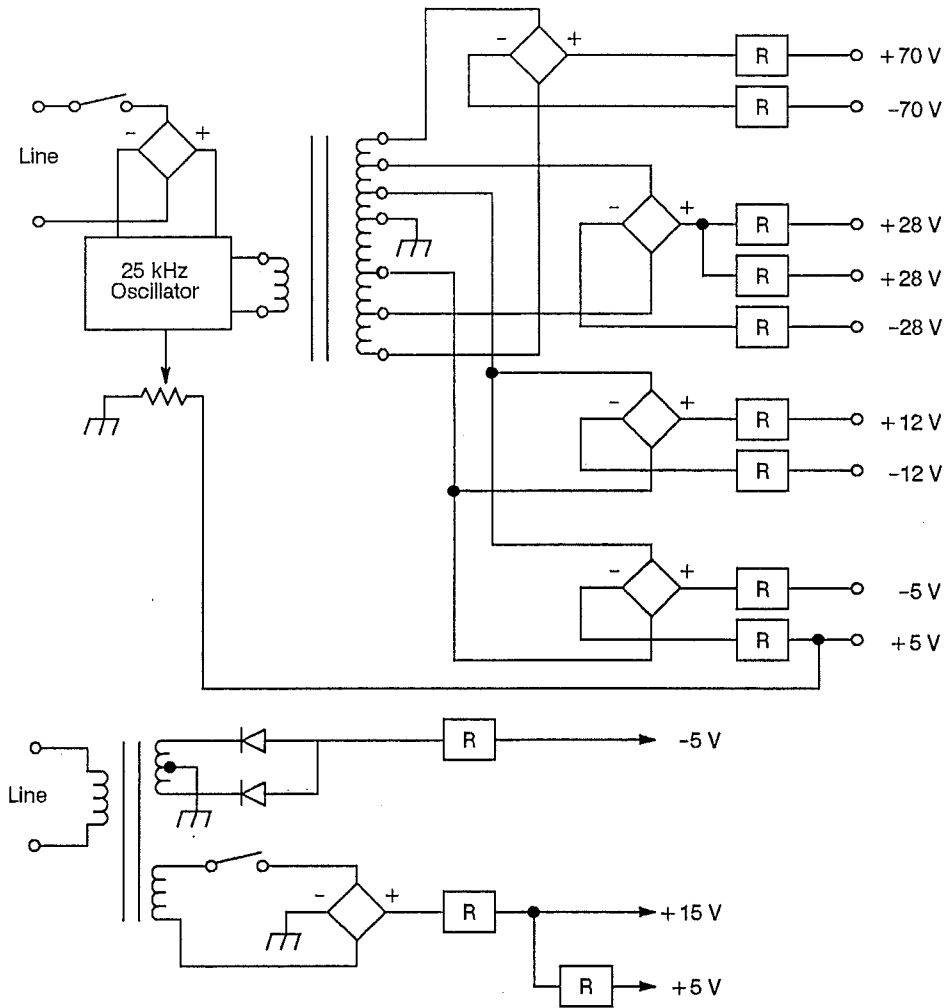 - +
R
+70 V
R
-70 V
Line
- +
- +
R
+28 V
25 kHz
Oscillator
R
+28 V
R
-28 V
- +
R
+12 V
R
-12 V
- +
R
-5 V
R
+5 V
R
-5 V
Line
- +
R
+15 V
R
+5 V